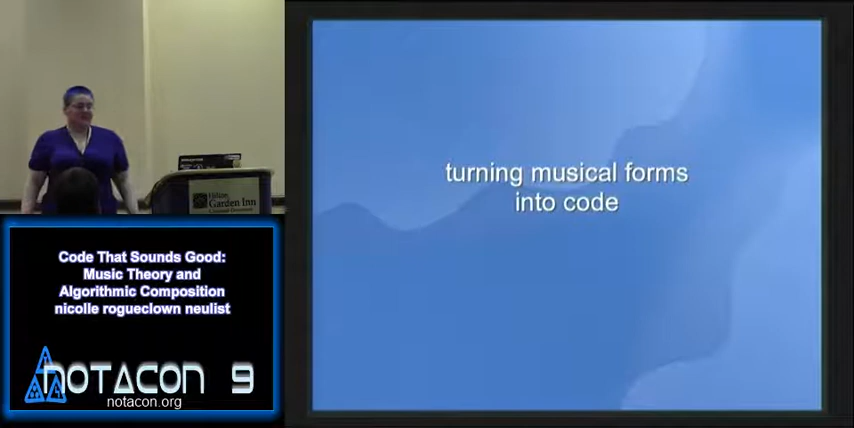 turning musical forms
into code
Hilton
Garden Inn
Code That Sounds Good:
Music Theory and
Algorithmic Composition
nicolle rogueclown neulist
NOTACON 9
notacon.org